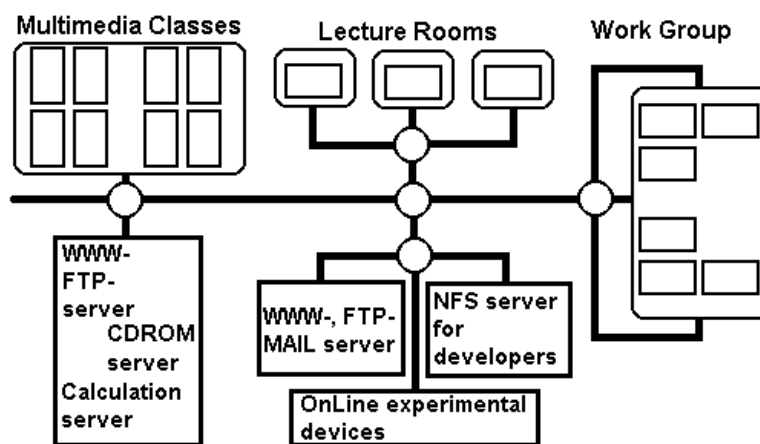 Multimedia Classes
Lecture Rooms
Work Group
WWW-
FTP-
server
CDROM
server
Calculation
server
WWW-, FTP-
MAIL server
NFS server
for
developers
OnLine experimental
devices